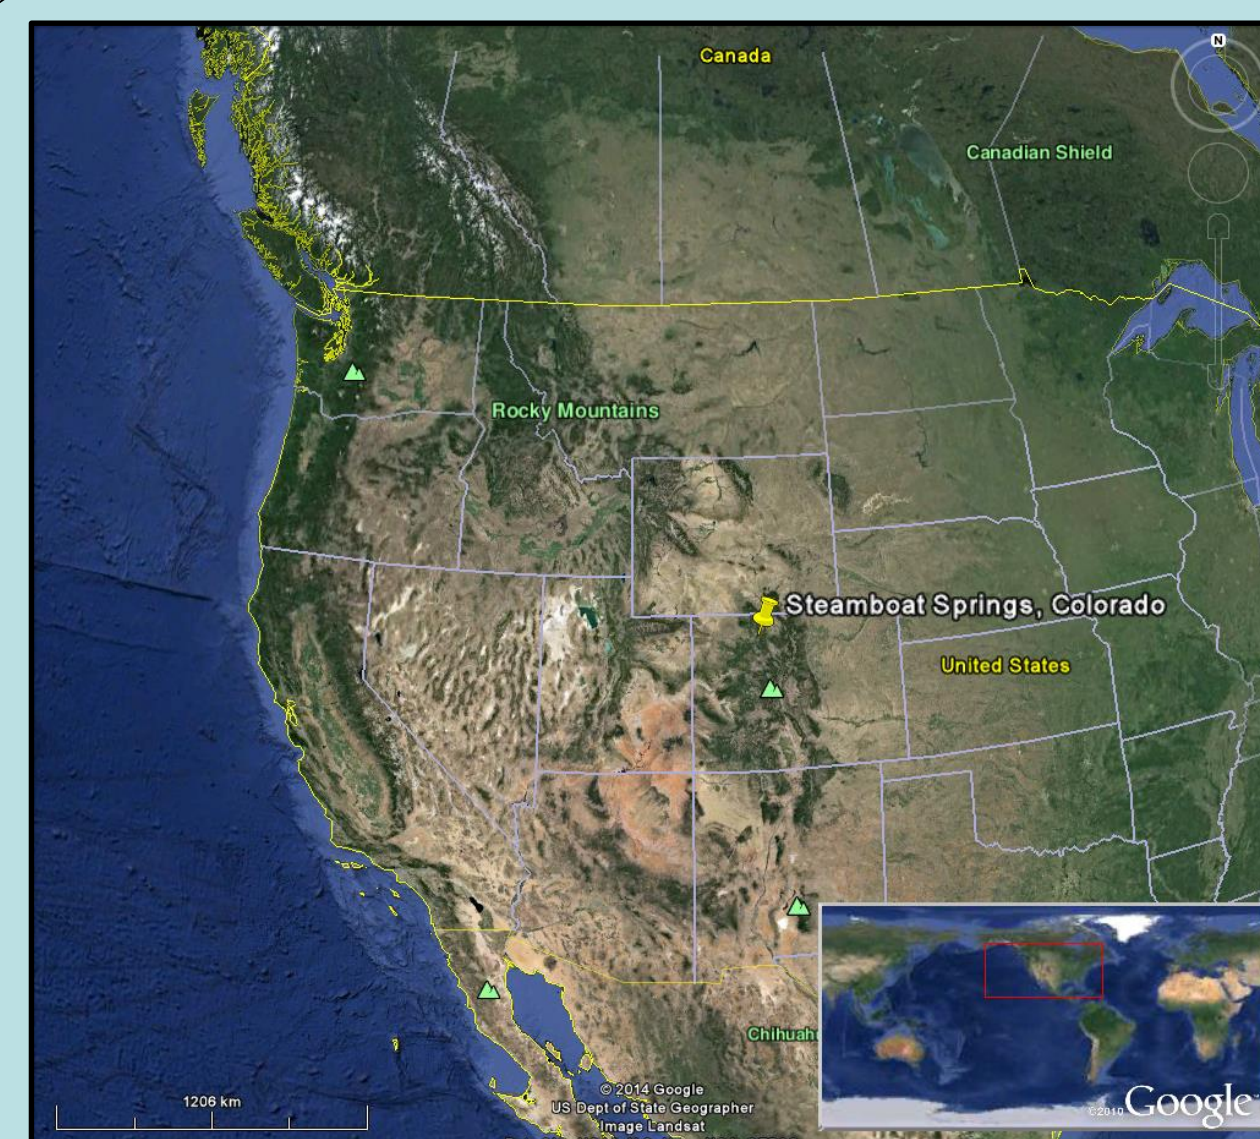 N
Canada
Canadian Shield
Rocky Mountains
Steamboat Springs, Colorado
United States
Chihuah
1206 km
© 2014 Google
US Dept of State Geographer
Image Landsat
©2010 Google